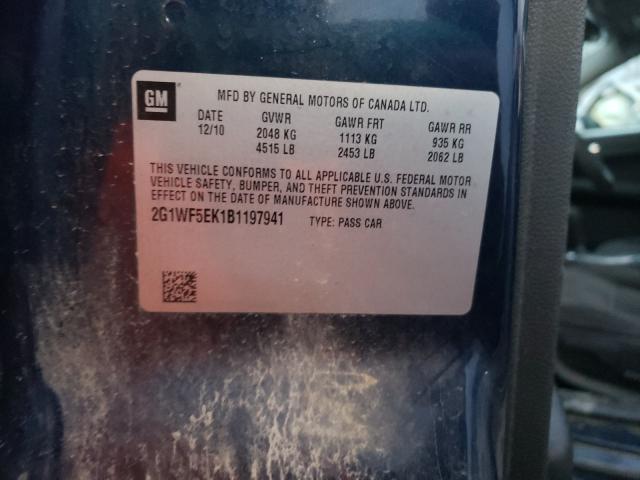 GM
MFD BY GENERAL MOTORS OF CANADA LTD.
DATE GVWR GAWR FRT GAWR RR
12/10 2048 KG 1113 KG 935 KG
4515 LB 2453 LB 2062 LB
THIS VEHICLE CONFORMS TO ALL APPLICABLE U.S. FEDERAL MOTOR
VEHICLE SAFETY, BUMPER, AND THEFT PREVENTION STANDARDS IN
EFFECT ON THE DATE OF MANUFACTURE SHOWN ABOVE.
2G1WF5EK1B1197941 TYPE: PASS CAR